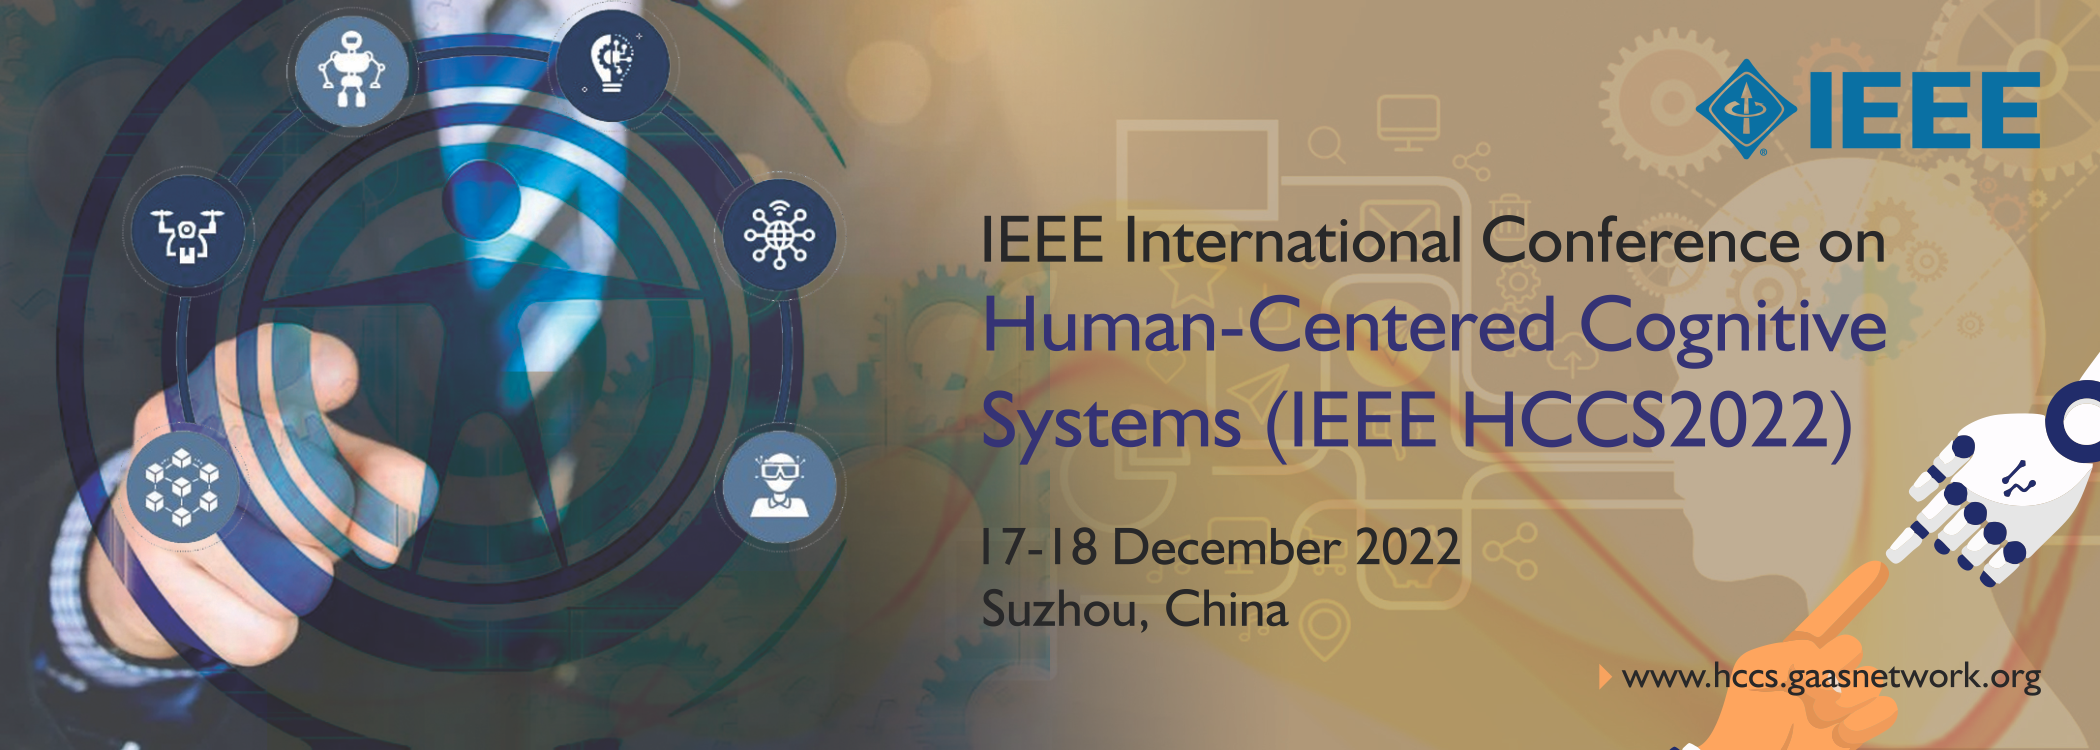 IEEE
IEEE International Conference on
Human-Centered Cognitive
Systems (IEEE HCCS2022)
17-18 December 2022
Suzhou, China
www.hccs.gaasnetwork.org